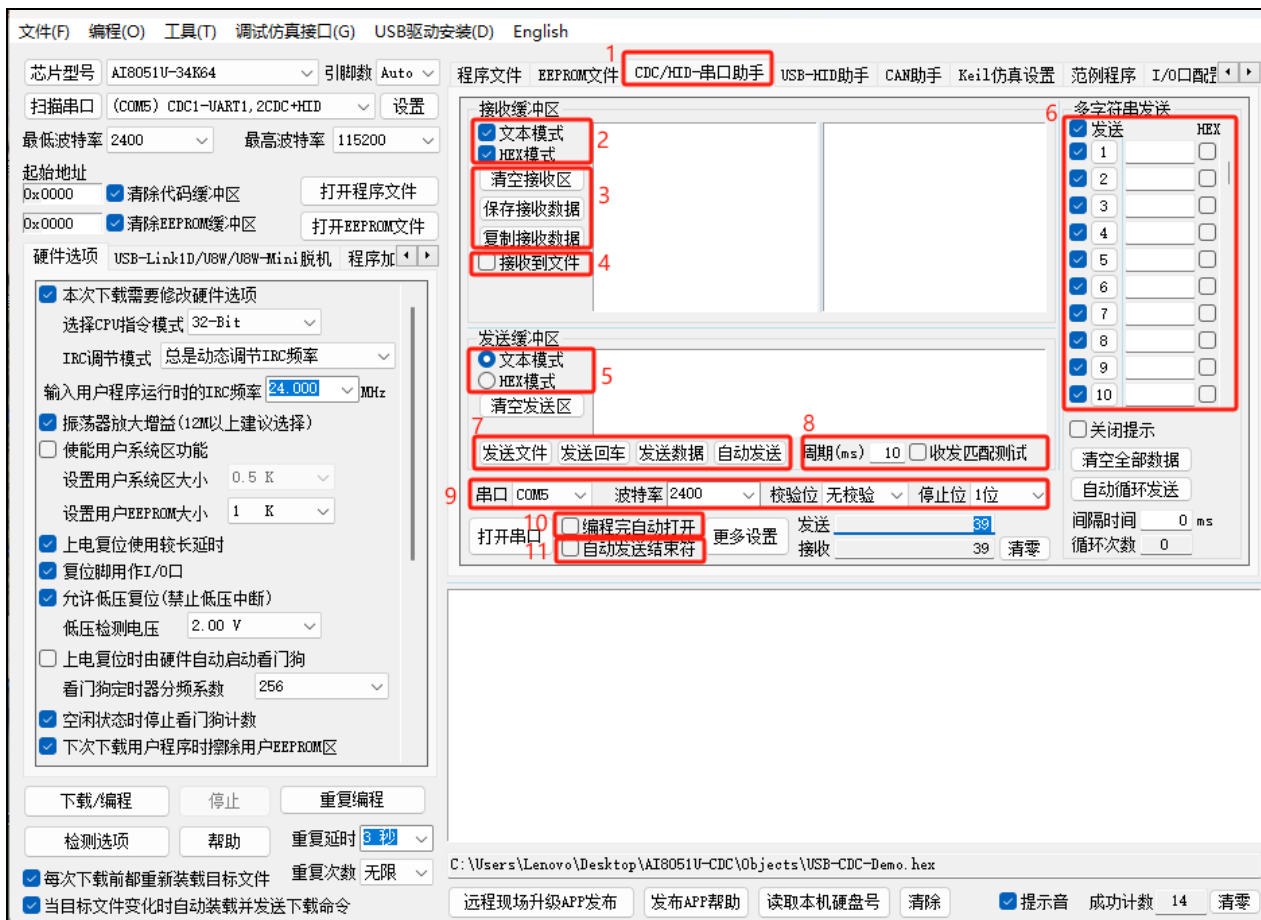 文件(F) 编程(O) 工具(T) 调试仿真接口(G) USB驱动安装(D) English
芯片型号 AI8051U-34K64 引脚数 Auto
扫描串口 (COM5) CDC1-UART1,2CDC+HID 设置
最低波特率 2400 最高波特率 115200
起始地址
0x0000 清除代码缓冲区 打开程序文件
0x0000 清除EEPROM缓冲区 打开EEPROM文件
硬件选项 USB-Link1D/U8W/U8W-Mini脱机 程序加
本次下载需要修改硬件选项
选择CPU指令模式 32-Bit
IRC调节模式 总是动态调节IRC频率
输入用户程序运行时的IRC频率 24.000 MHz
振荡器放大增益(12M以上建议选择)
使能用户系统区功能
设置用户系统区大小 0.5 K
设置用户EEPROM大小 1 K
上电复位使用较长延时
复位脚用作I/O口
允许低压复位(禁止低压中断)
低压检测电压 2.00 V
上电复位时由硬件自动启动看门狗
看门狗定时器分频系数 256
空闲状态时停止看门狗计数
下次下载用户程序时擦除用户EEPROM区
下载/编程 停止 重复编程
检测选项 帮助 重复延时 3 秒
重复次数 无限
每次下载前都重新装载目标文件
当目标文件变化时自动装载并发送下载命令
1
程序文件 EEPROM文件 CDC/HID-串口助手 USB-HID助手 CAN助手 Keil仿真设置 范例程序 I/O口配置
接收缓冲区
文本模式
HEX模式
2
清空接收区
保存接收数据
复制接收数据
3
接收到文件
4
发送缓冲区
文本模式
HEX模式
5
清空发送区
7
发送文件 发送回车 发送数据 自动发送
8
周期(ms) 10 收发匹配测试
9
串口 COM5 波特率 2400 校验位 无校验 停止位 1位
打开串口
10
编程完自动打开
11
自动发送结束符
更多设置
发送 39
接收 39 清零
6
多字符串发送
发送 HEX
1
2
3
4
5
6
7
8
9
10
关闭提示
清空全部数据
自动循环发送
间隔时间 0 ms
循环次数 0
C:\Users\Lenovo\Desktop\AI8051U-CDC\Objects\USB-CDC-Demo.hex
远程现场升级APP发布 发布APP帮助 读取本机硬盘号 清除 提示音 成功计数 14 清零